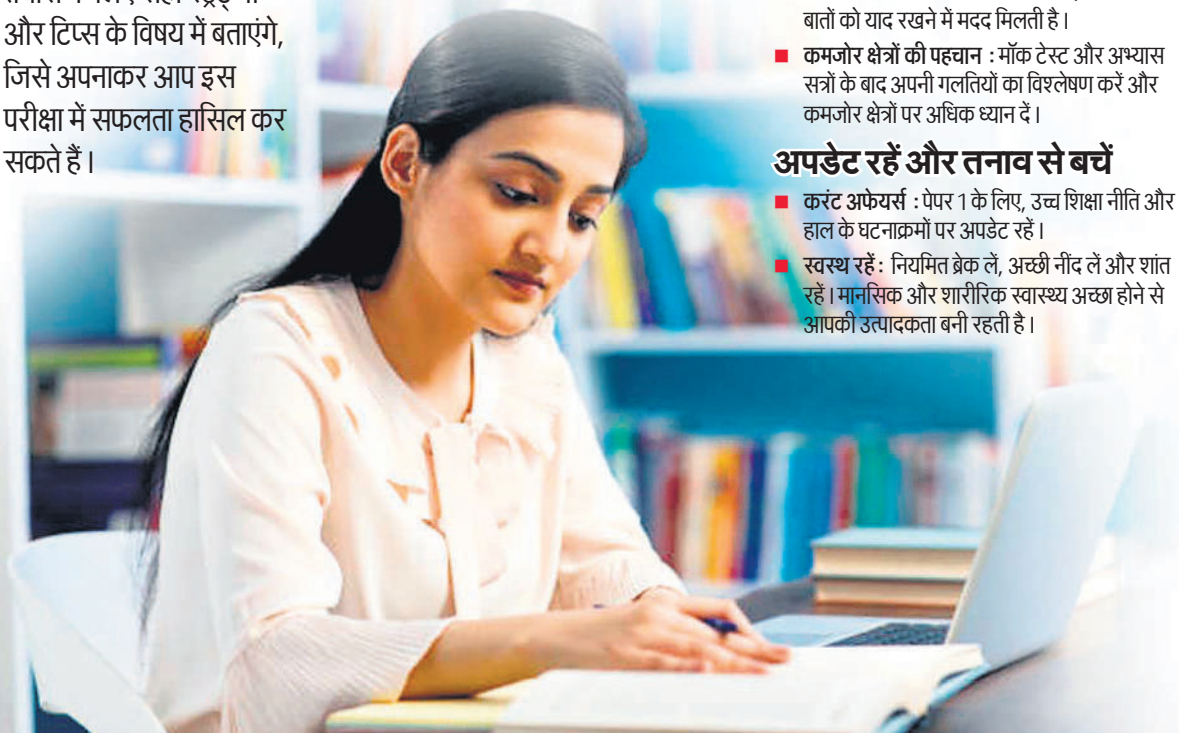 और टिप्स के विषय में बताएंगे,
जिसे अपनाकर आप इस
परीक्षा में सफलता हासिल कर
सकते हैं।
बातों को याद रखने में मदद मिलती है।
■ कमजोर क्षेत्रों की पहचान : मॉक टेस्ट और अभ्यास
सत्रों के बाद अपनी गलतियों का विश्लेषण करें और
कमजोर क्षेत्रों पर अधिक ध्यान दें।
अपडेट रहें और तनाव से बचें
■ करंट अफेयर्स : पेपर 1 के लिए, उच्च शिक्षा नीति और
हाल के घटनाक्रमों पर अपडेट रहें।
■ स्वस्थ रहें : नियमित ब्रेक लें, अच्छी नींद लें और शांत
रहें। मानसिक और शारीरिक स्वास्थ्य अच्छा होने से
आपकी उत्पादकता बनी रहती है।